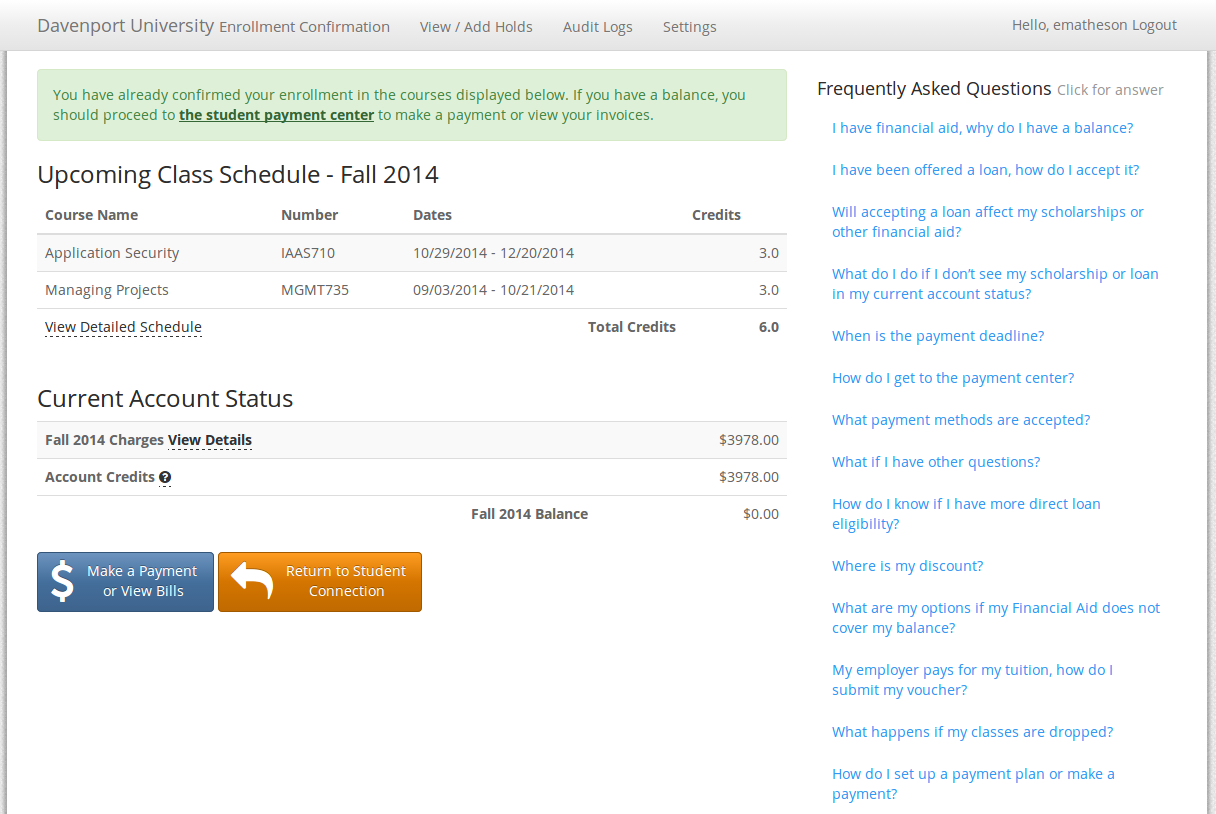 Davenport University Enrollment Confirmation View / Add Holds Audit Logs Settings Hello, ematheson Logout
You have already confirmed your enrollment in the courses displayed below. If you have a balance, you
should proceed to the student payment center to make a payment or view your invoices.
Upcoming Class Schedule - Fall 2014
Course Name Number Dates Credits
Application Security IAAS710 10/29/2014 - 12/20/2014 3.0
Managing Projects MGMT735 09/03/2014 - 10/21/2014 3.0
View Detailed Schedule Total Credits 6.0
Current Account Status
Fall 2014 Charges View Details $3978.00
Account Credits ? $3978.00
Fall 2014 Balance $0.00
$ Make a Payment
or View Bills
Return to Student
Connection
Frequently Asked Questions Click for answer
I have financial aid, why do I have a balance?
I have been offered a loan, how do I accept it?
Will accepting a loan affect my scholarships or
other financial aid?
What do I do if I don't see my scholarship or loan
in my current account status?
When is the payment deadline?
How do I get to the payment center?
What payment methods are accepted?
What if I have other questions?
How do I know if I have more direct loan
eligibility?
Where is my discount?
What are my options if my Financial Aid does not
cover my balance?
My employer pays for my tuition, how do I
submit my voucher?
What happens if my classes are dropped?
How do I set up a payment plan or make a
payment?